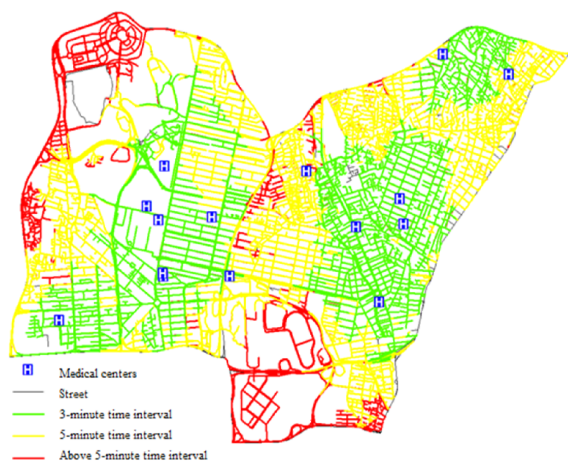 H
H
H
H
H
H
H
H
H
H
H
H
H
H
H Medical centers
Street
3-minute time interval
5-minute time interval
Above 5-minute time interval